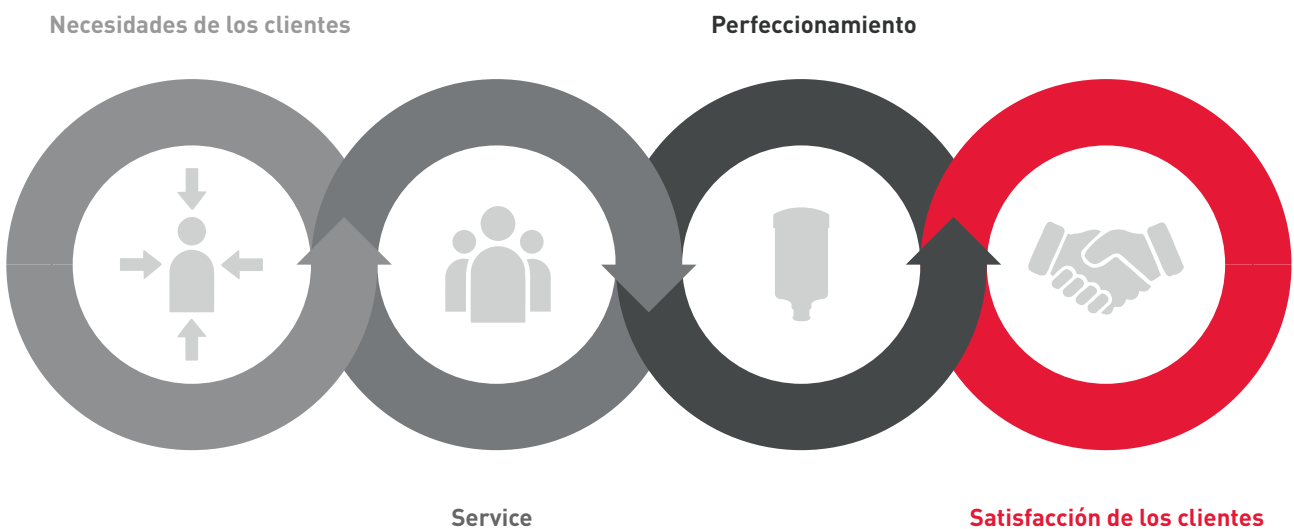 Necesidades de los clientes
Perfeccionamiento
Service
Satisfacción de los clientes